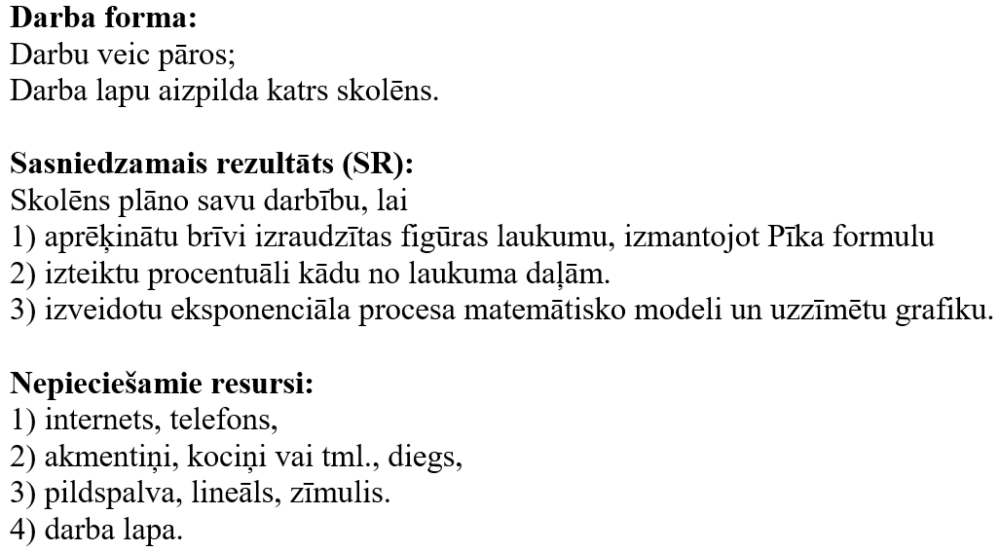 Darba forma:
Darbu veic pāros;
Darba lapu aizpilda katrs skolēns.
Sasniedzamais rezultāts (SR):
Skolēns plāno savu darbību, lai
1) aprēķinātu brīvi izraudzītas figūras laukumu, izmantojot Pīka formulu
2) izteiktu procentuāli kādu no laukuma daļām.
3) izveidotu eksponenciāla procesa matemātisko modeli un uzzīmētu grafiku.
Nepieciešamie resursi:
1) internets, telefons,
2) akmentiņi, kociņi vai tml., diegs,
3) pildspalva, lineāls, zīmulis.
4) darba lapa.